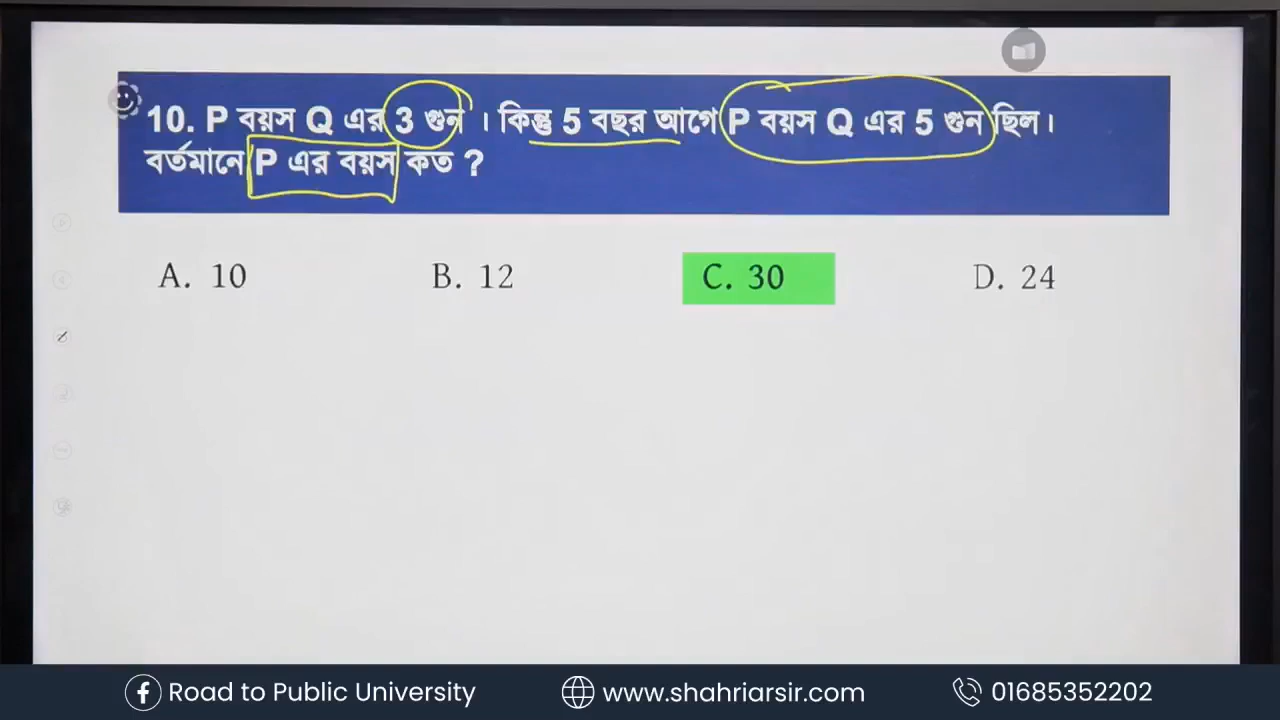 10. P বয়স Q এর 3 গুন । কিন্তু 5 বছর আগে P বয়স Q এর 5 গুন ছিল।
বর্তমানে P এর বয়স কত ?
A. 10
B. 12
C. 30
D. 24
Road to Public University
www.shahriarsir.com
01685352202